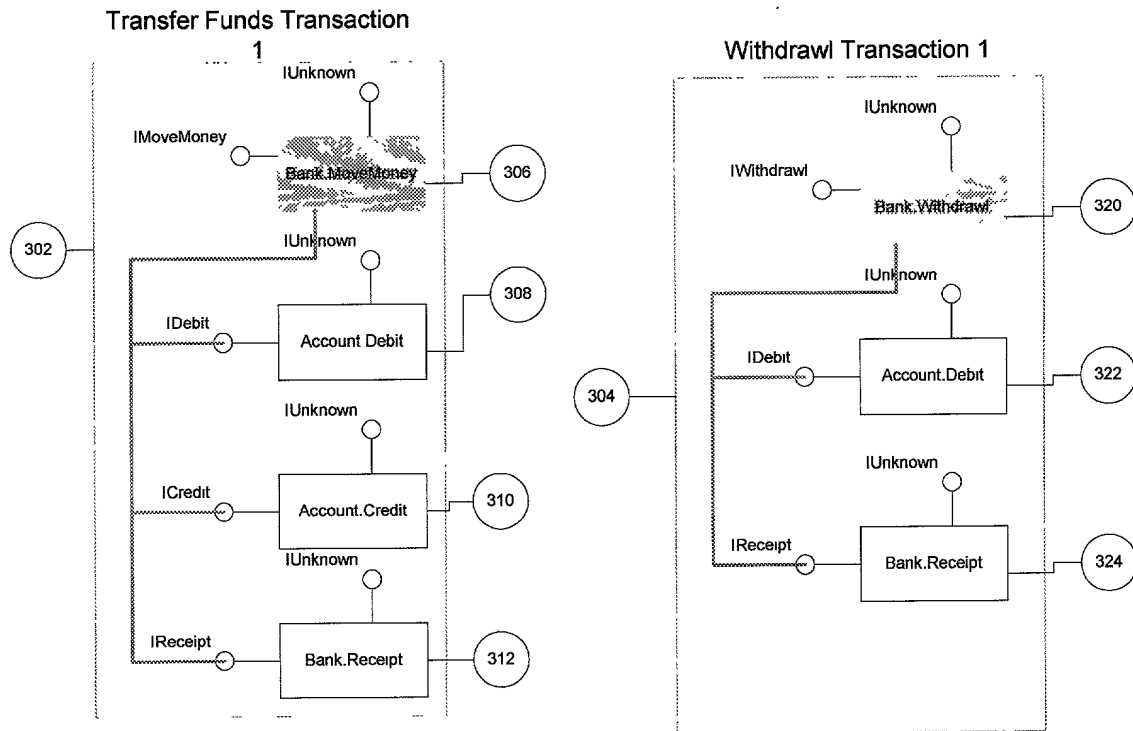 Transfer Funds Transaction
1
IUnknown
IMoveMoney
Bank.MoveMoney
306
302
IUnknown
308
IDebit
Account Debit
IUnknown
ICredit
Account.Credit
310
IUnknown
IReceipt
Bank.Receipt
312
Withdrawl Transaction 1
IUnknown
IWithdrawl
Bank.Withdrawl
320
IUnknown
IDebit
Account.Debit
322
304
IUnknown
IReceipt
Bank.Receipt
324